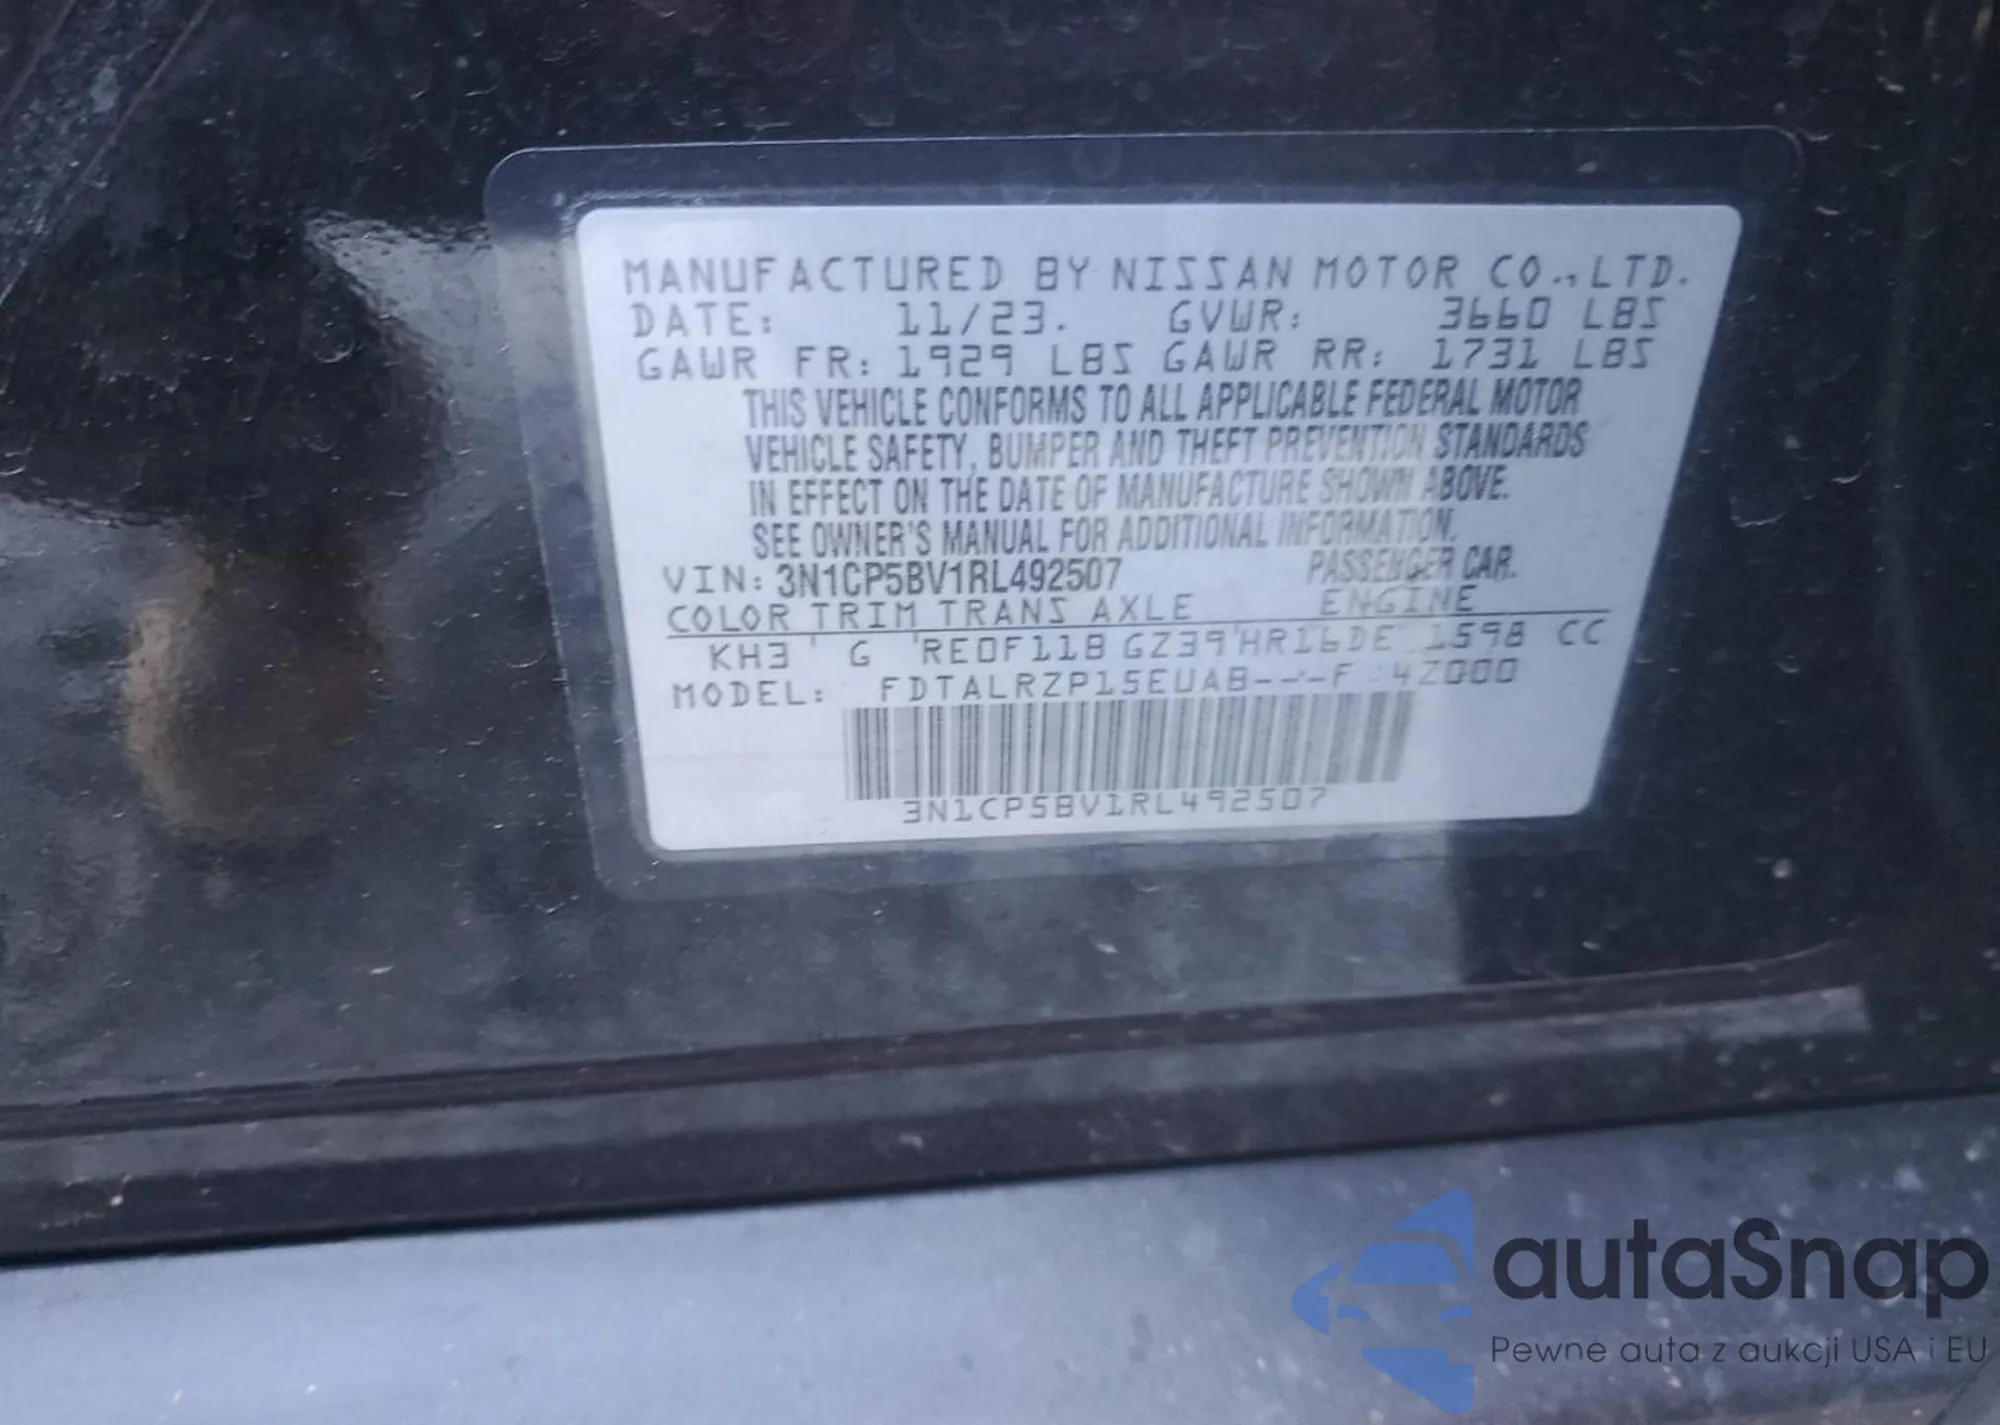 MANUFACTURED BY NISSAN MOTOR CO., LTD.
DATE: 11/23. GVWR: 3660 LBS
GAWR FR: 1929 LBS GAWR RR: 1731 LBS
THIS VEHICLE CONFORMS TO ALL APPLICABLE FEDERAL MOTOR
VEHICLE SAFETY, BUMPER AND THEFT PREVENTION STANDARDS
IN EFFECT ON THE DATE OF MANUFACTURE SHOWN ABOVE.
SEE OWNER'S MANUAL FOR ADDITIONAL INFORMATION.
VIN: 3N1CP5BV1RL492507 PASSENGER CAR.
COLOR TRIM TRANS AXLE ENGINE
KH3 G RE0F11B GZ39 HR16DE 1598 CC
MODEL: FDTALRZP15EUAB---F 4Z000
3N1CP5BV1RL492507
autaSnap
Pewne auta z aukcji USA i EU